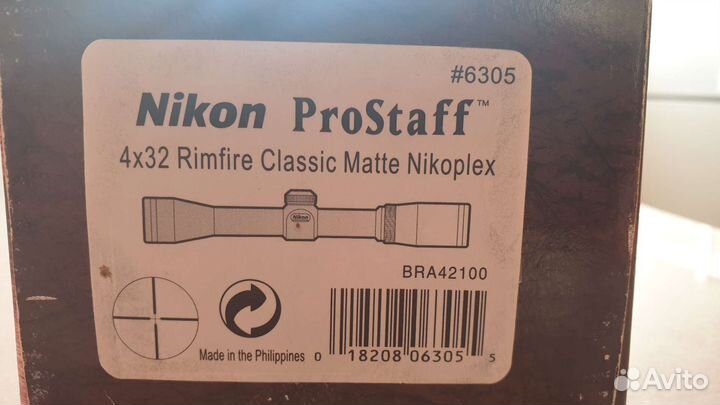 #6305
Nikon ProStaff™
4x32 Rimfire Classic Matte Nikoplex
Nikon
BRA42100
Made in the Philippines
0 18208 06305 5
Avito